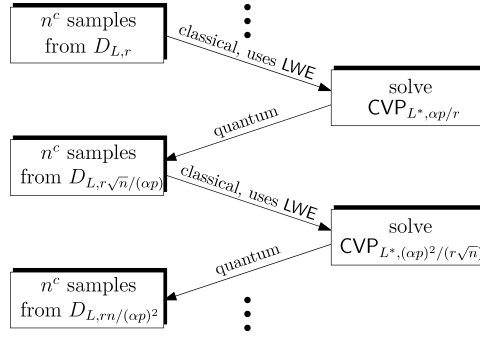 n^c samples
from D_{L,r}
classical, uses LWE
solve
CVP_{L*,αp/r}
quantum
n^c samples
from D_{L,r√n/(αp)}
classical, uses LWE
solve
CVP_{L*,(αp)^2/(r√n)}
quantum
n^c samples
from D_{L,rn/(αp)^2}